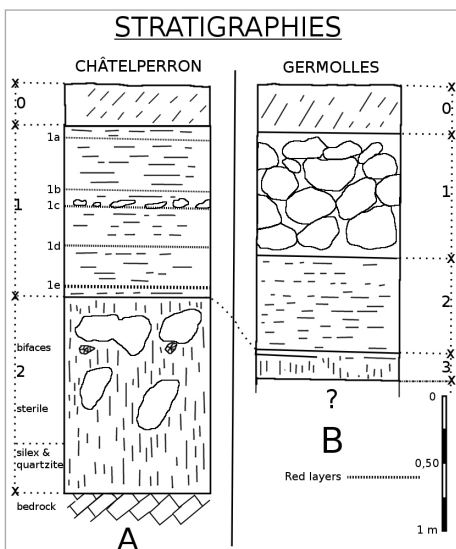 STRATIGRAPHIES
CHÂTELPERRON
x
0
x
1a
1b
1
1c
1d
1e
x
bifaces
2
sterile
silex &
quartzite
x
bedrock
A
GERMOLLES
x
0
x
1
x
2
x
3
x
?
B
0
0,50
1 m
Red layers